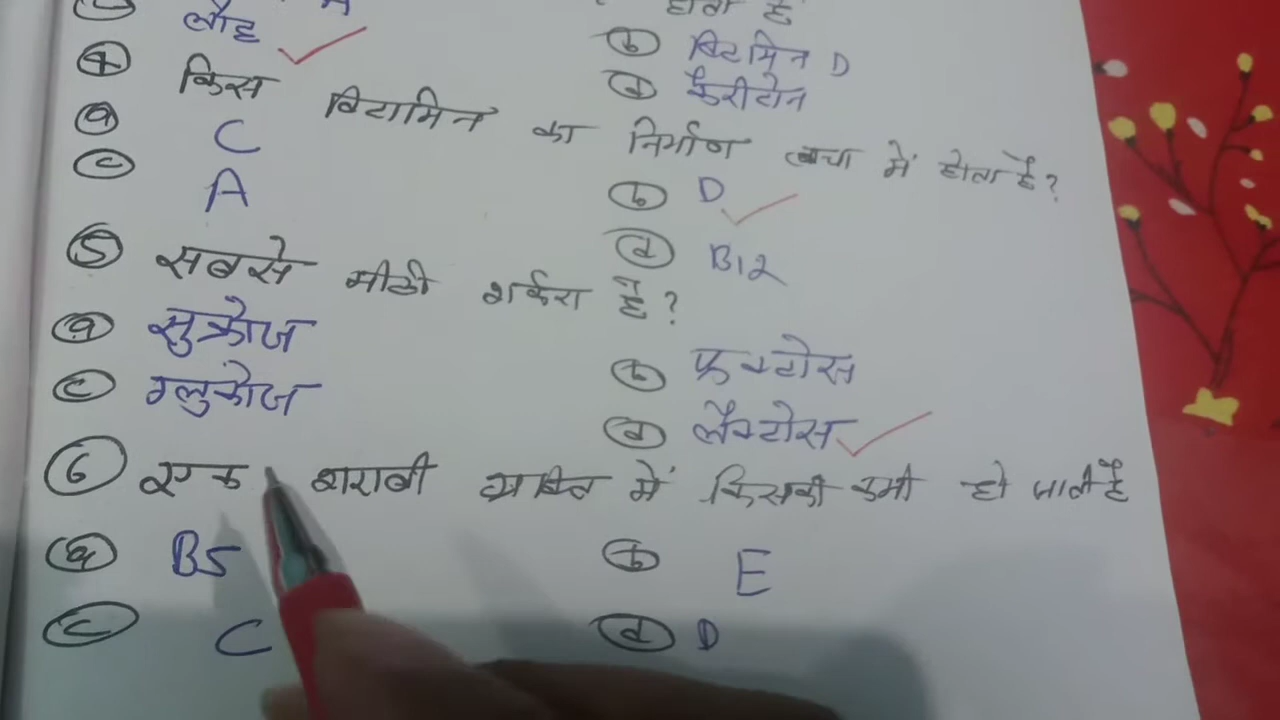 A होता है
लौह ⓑ विटामिन D
ⓓ कैरोटीन
④ किस विटामिन का निर्माण त्वचा में होता है?
ⓐ C ⓑ D
ⓒ A ⓓ B12
⑤ सबसे मीठी शर्करा है?
ⓐ सुक्रोज ⓑ फ्रक्टोस
ⓒ ग्लुकोज ⓓ लैक्टोस
⑥ एक शराबी व्यक्ति में किसकी कमी हो जाती है
ⓐ B5 ⓑ E
ⓒ C ⓓ D